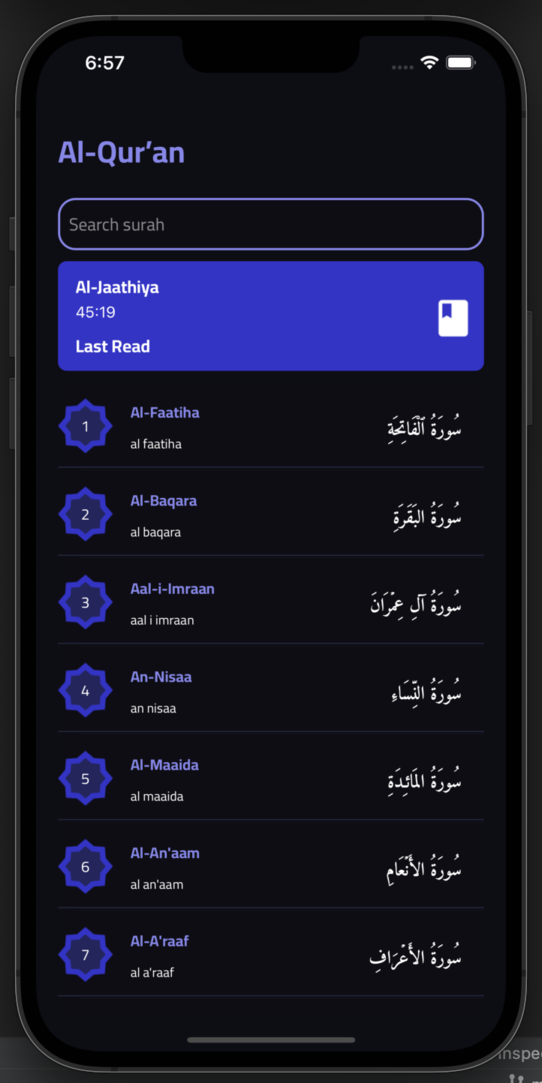 6:57
Al-Qur’an
Search surah
Al-Jaathiya
45:19
Last Read
1
Al-Faatiha
al faatiha
سُورَةُ ٱلْفَاتِحَةِ
2
Al-Baqara
al baqara
سُورَةُ البَقَرَةِ
3
Aal-i-Imraan
aal i imraan
سُورَةُ آلِ عِمۡرَانَ
4
An-Nisaa
an nisaa
سُورَةُ النِّسَاءِ
5
Al-Maaida
al maaida
سُورَةُ المَائـِدَةِ
6
Al-An'aam
al an'aam
سُورَةُ الأَنۡعَامِ
7
Al-A'raaf
al a'raaf
سُورَةُ الأَعۡرَافِ